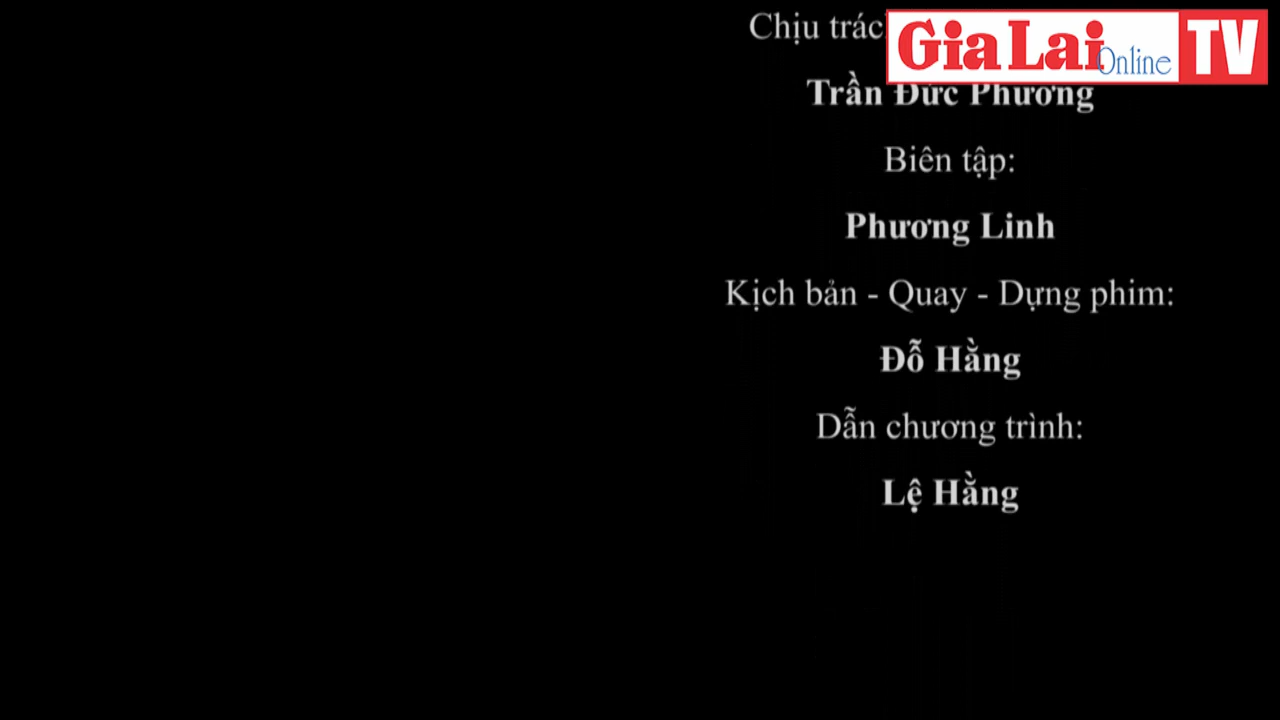 Chịu
Gia Lai Online TV
Trần Đức Phương
Biên tập:
Phương Linh
Kịch bản - Quay - Dựng phim:
Đỗ Hằng
Dẫn chương trình:
Lệ Hằng